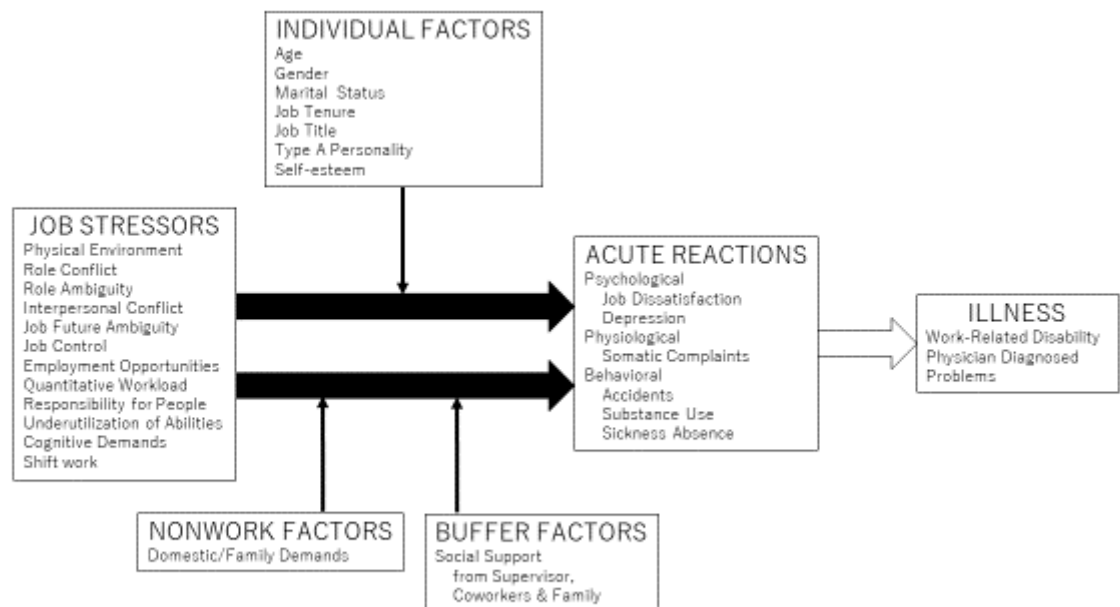 INDIVIDUAL FACTORS
Age
Gender
Marital Status
Job Tenure
Job Title
Type A Personality
Self-esteem
JOB STRESSORS
Physical Environment
Role Conflict
Role Ambiguity
Interpersonal Conflict
Job Future Ambiguity
Job Control
Employment Opportunities
Quantitative Workload
Responsibility for People
Underutilization of Abilities
Cognitive Demands
Shift work
ACUTE REACTIONS
Psychological
Job Dissatisfaction
Depression
Physiological
Somatic Complaints
Behavioral
Accidents
Substance Use
Sickness Absence
ILLNESS
Work-Related Disability
Physician Diagnosed
Problems
NONWORK FACTORS
Domestic/Family Demands
BUFFER FACTORS
Social Support
from Supervisor,
Coworkers & Family